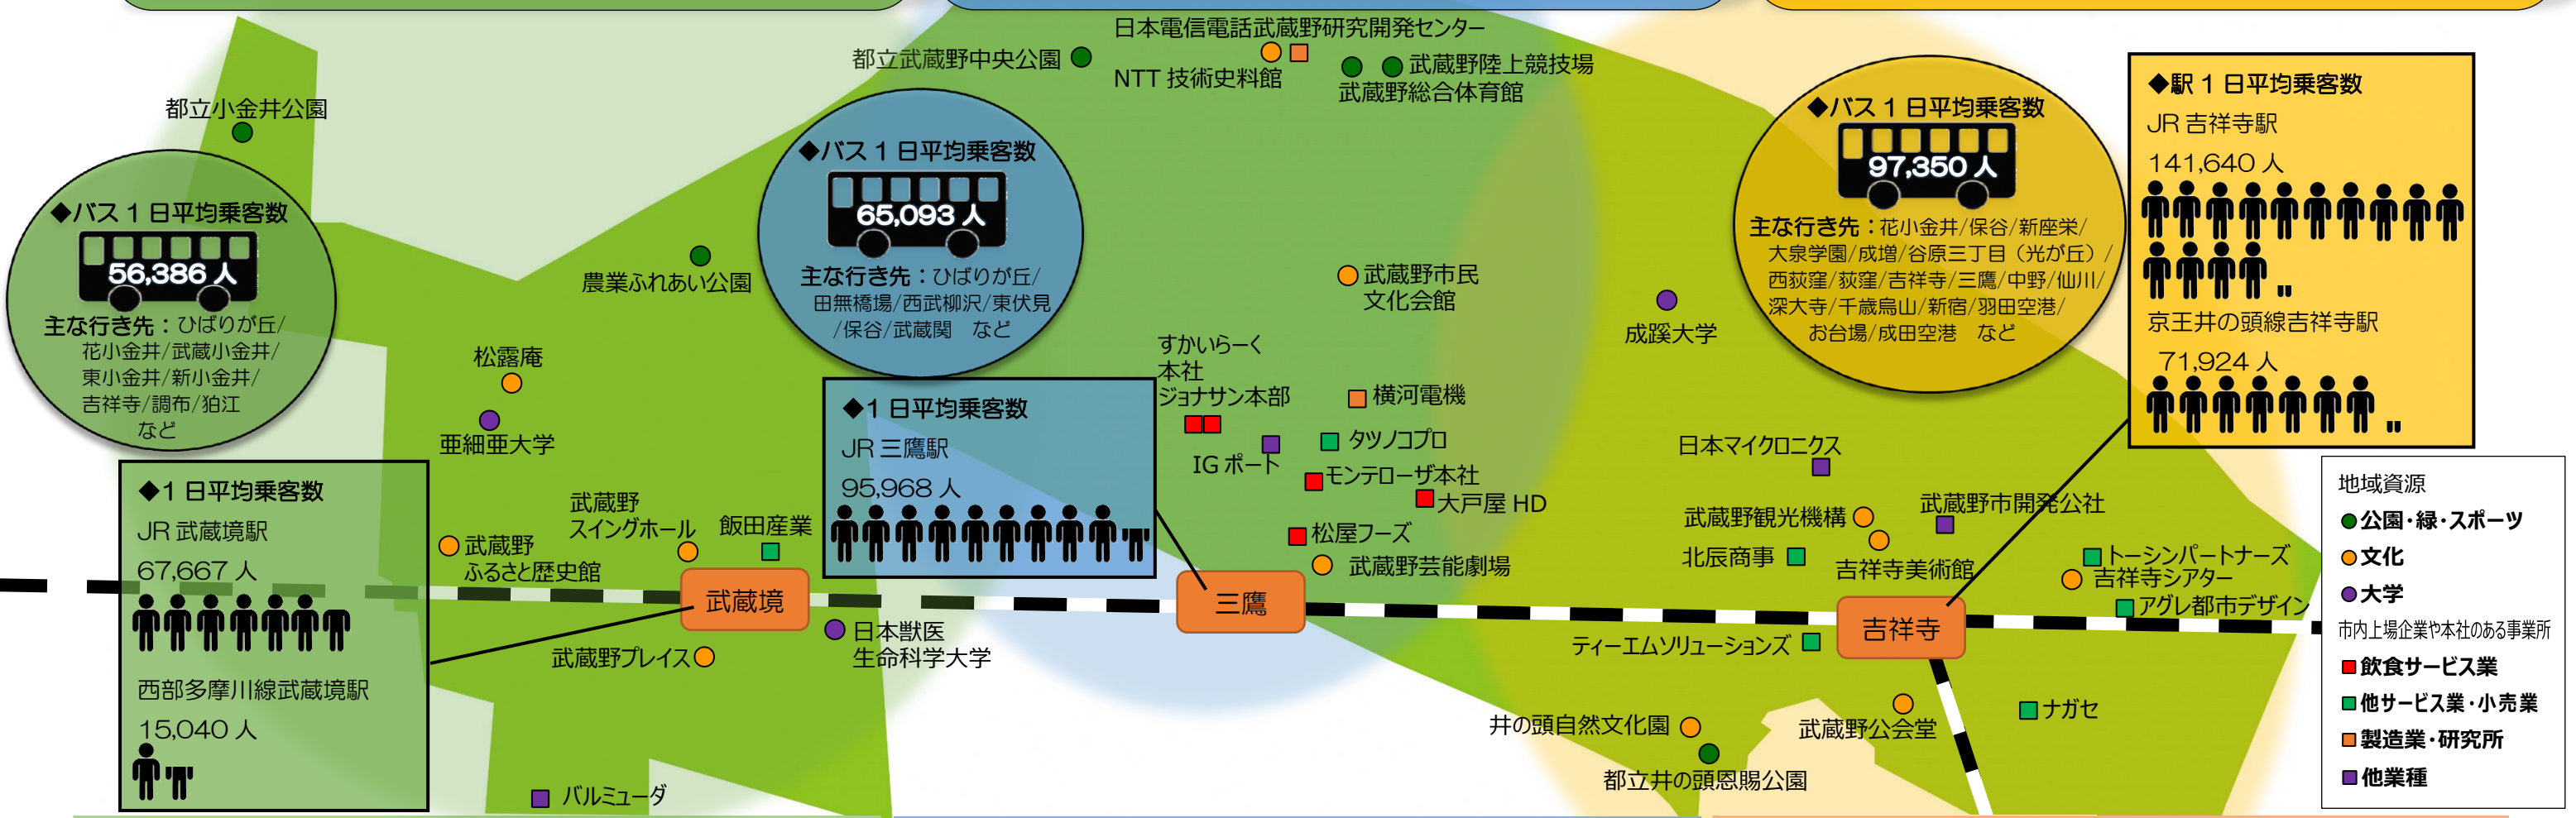 日本電信電話武蔵野研究開発センター
都立武蔵野中央公園
NTT 技術史料館
武蔵野陸上競技場
武蔵野総合体育館
都立小金井公園
◆バス 1 日平均乗客数
56,386 人
主な行き先：ひばりが丘/
花小金井/武蔵小金井/
東小金井/新小金井/
吉祥寺/調布/狛江
など
◆バス 1 日平均乗客数
65,093 人
主な行き先：ひばりが丘/
田無橋場/西武柳沢/東伏見
/保谷/武蔵関　など
◆バス 1 日平均乗客数
97,350 人
主な行き先：花小金井/保谷/新座栄/
大泉学園/成増/谷原三丁目（光が丘）/
西荻窪/荻窪/吉祥寺/三鷹/中野/仙川/
深大寺/千歳烏山/新宿/羽田空港/
お台場/成田空港　など
◆駅 1 日平均乗客数
JR 吉祥寺駅
141,640 人
京王井の頭線吉祥寺駅
71,924 人
農業ふれあい公園
松露庵
亜細亜大学
武蔵野市民
文化会館
成蹊大学
すかいらーく
本社
ジョナサン本部
横河電機
タツノコプロ
IG ポート
モンテローザ本社
大戸屋 HD
松屋フーズ
武蔵野芸能劇場
◆1 日平均乗客数
JR 三鷹駅
95,968 人
◆1 日平均乗客数
JR 武蔵境駅
67,667 人
西部多摩川線武蔵境駅
15,040 人
武蔵野
スイングホール
飯田産業
武蔵野
ふるさと歴史館
武蔵境
三鷹
吉祥寺
日本獣医
生命科学大学
武蔵野プレイス
バルミューダ
日本マイクロニクス
武蔵野市開発公社
武蔵野観光機構
北辰商事
吉祥寺美術館
トーシンパートナーズ
吉祥寺シアター
アグレ都市デザイン
ティーエムソリューションズ
井の頭自然文化園
都立井の頭恩賜公園
武蔵野公会堂
ナガセ
地域資源
公園・緑・スポーツ
文化
大学
市内上場企業や本社のある事業所
飲食サービス業
他サービス業・小売業
製造業・研究所
他業種